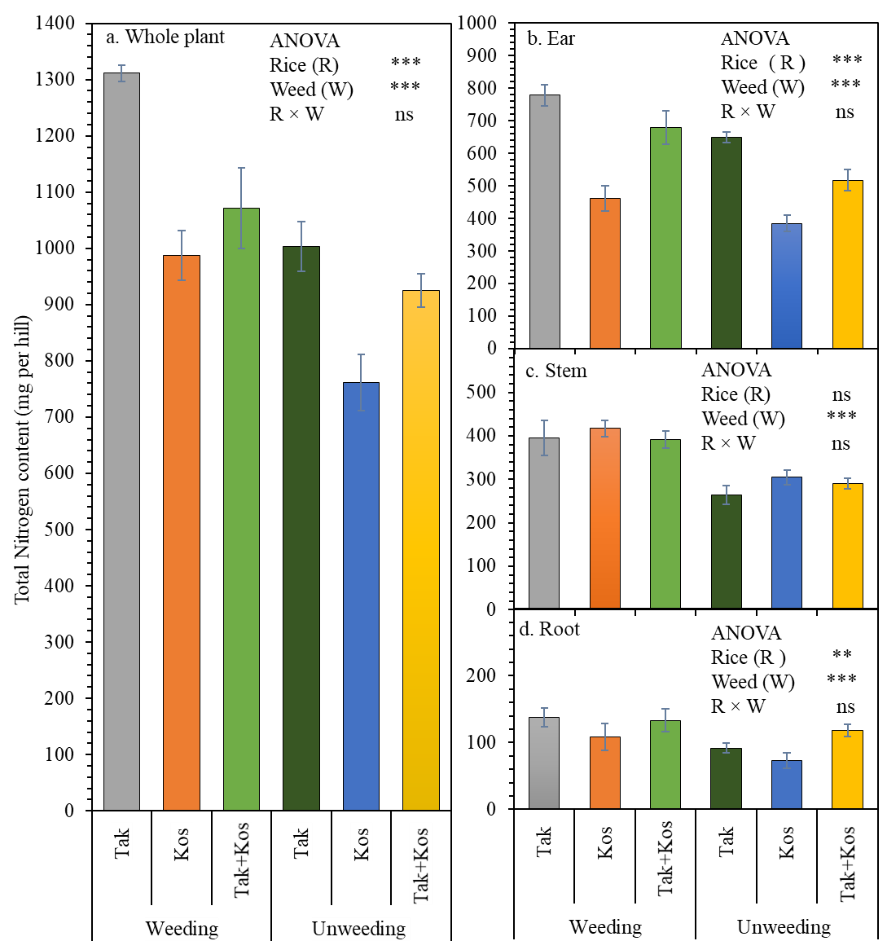 Total Nitrogen content (mg per hill)
1400
1300
1200
1100
1000
900
800
700
600
500
400
300
200
100
0
a. Whole plant
ANOVA
Rice (R) ***
Weed (W) ***
R × W ns
Tak
Kos
Tak+Kos
Tak
Kos
Tak+Kos
Weeding
Unweeding
1000
900
800
700
600
500
400
300
200
100
0
b. Ear
ANOVA
Rice ( R ) ***
Weed (W) ***
R × W ns
500
400
300
200
100
0
c. Stem
ANOVA
Rice (R) ns
Weed (W) ***
R × W ns
200
100
0
d. Root
ANOVA
Rice (R ) **
Weed (W) ***
R × W ns
Tak
Kos
Tak+Kos
Tak
Kos
Tak+Kos
Weeding
Unweeding